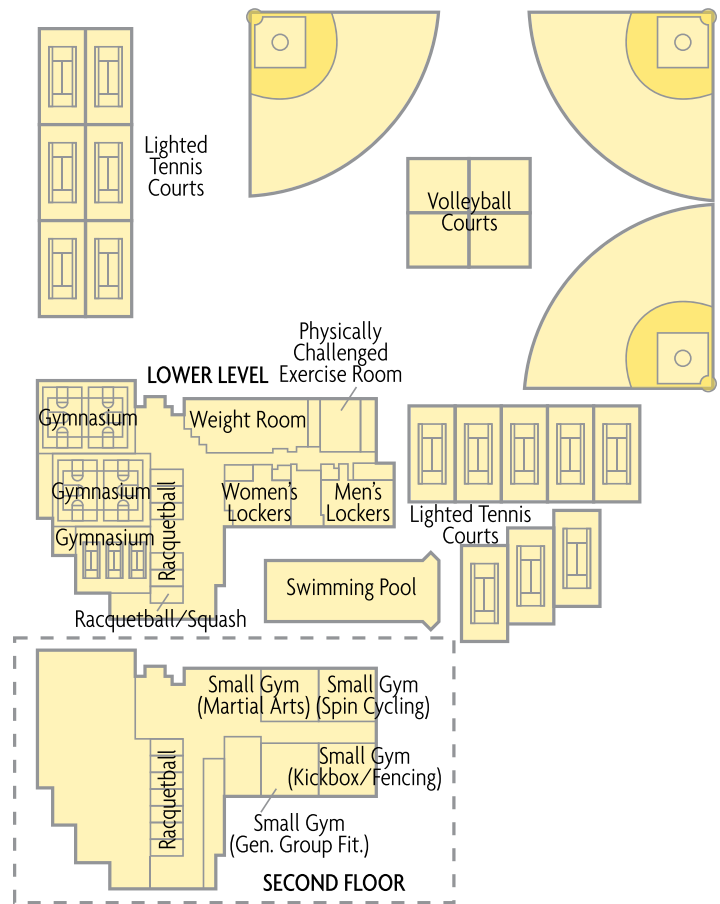 Lighted
Tennis
Courts
Volleyball
Courts
Physically
Challenged
Exercise Room
LOWER LEVEL
Gymnasium
Weight Room
Gymnasium
Racquetball
Women's
Lockers
Men's
Lockers
Gymnasium
Lighted Tennis
Courts
Swimming Pool
Racquetball/Squash
Small Gym
(Martial Arts)
Small Gym
(Spin Cycling)
Racquetball
Small Gym
(Kickbox/Fencing)
Small Gym
(Gen. Group Fit.)
SECOND FLOOR